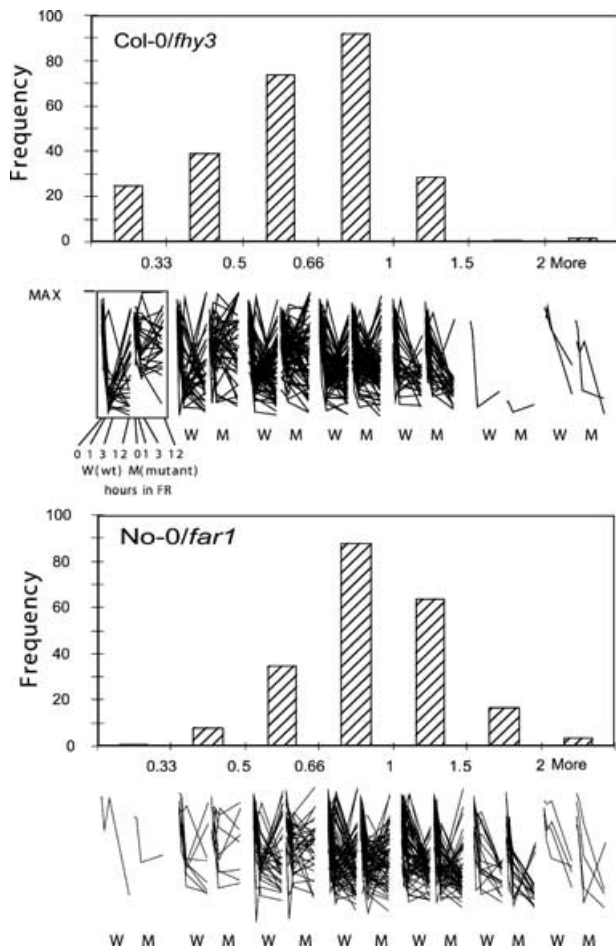 100
Col-0/fhy3
80
60
40
20
0
Frequency
0.33 0.5 0.66 1 1.5 2 More
MAX
W M W M W M W M W M W M
0 1 3 12 0 1 3 12
W(wt) M(mutant)
hours in FR
100
No-0/far1
80
60
40
20
0
Frequency
0.33 0.5 0.66 1 1.5 2 More
W M W M W M W M W M W M W M